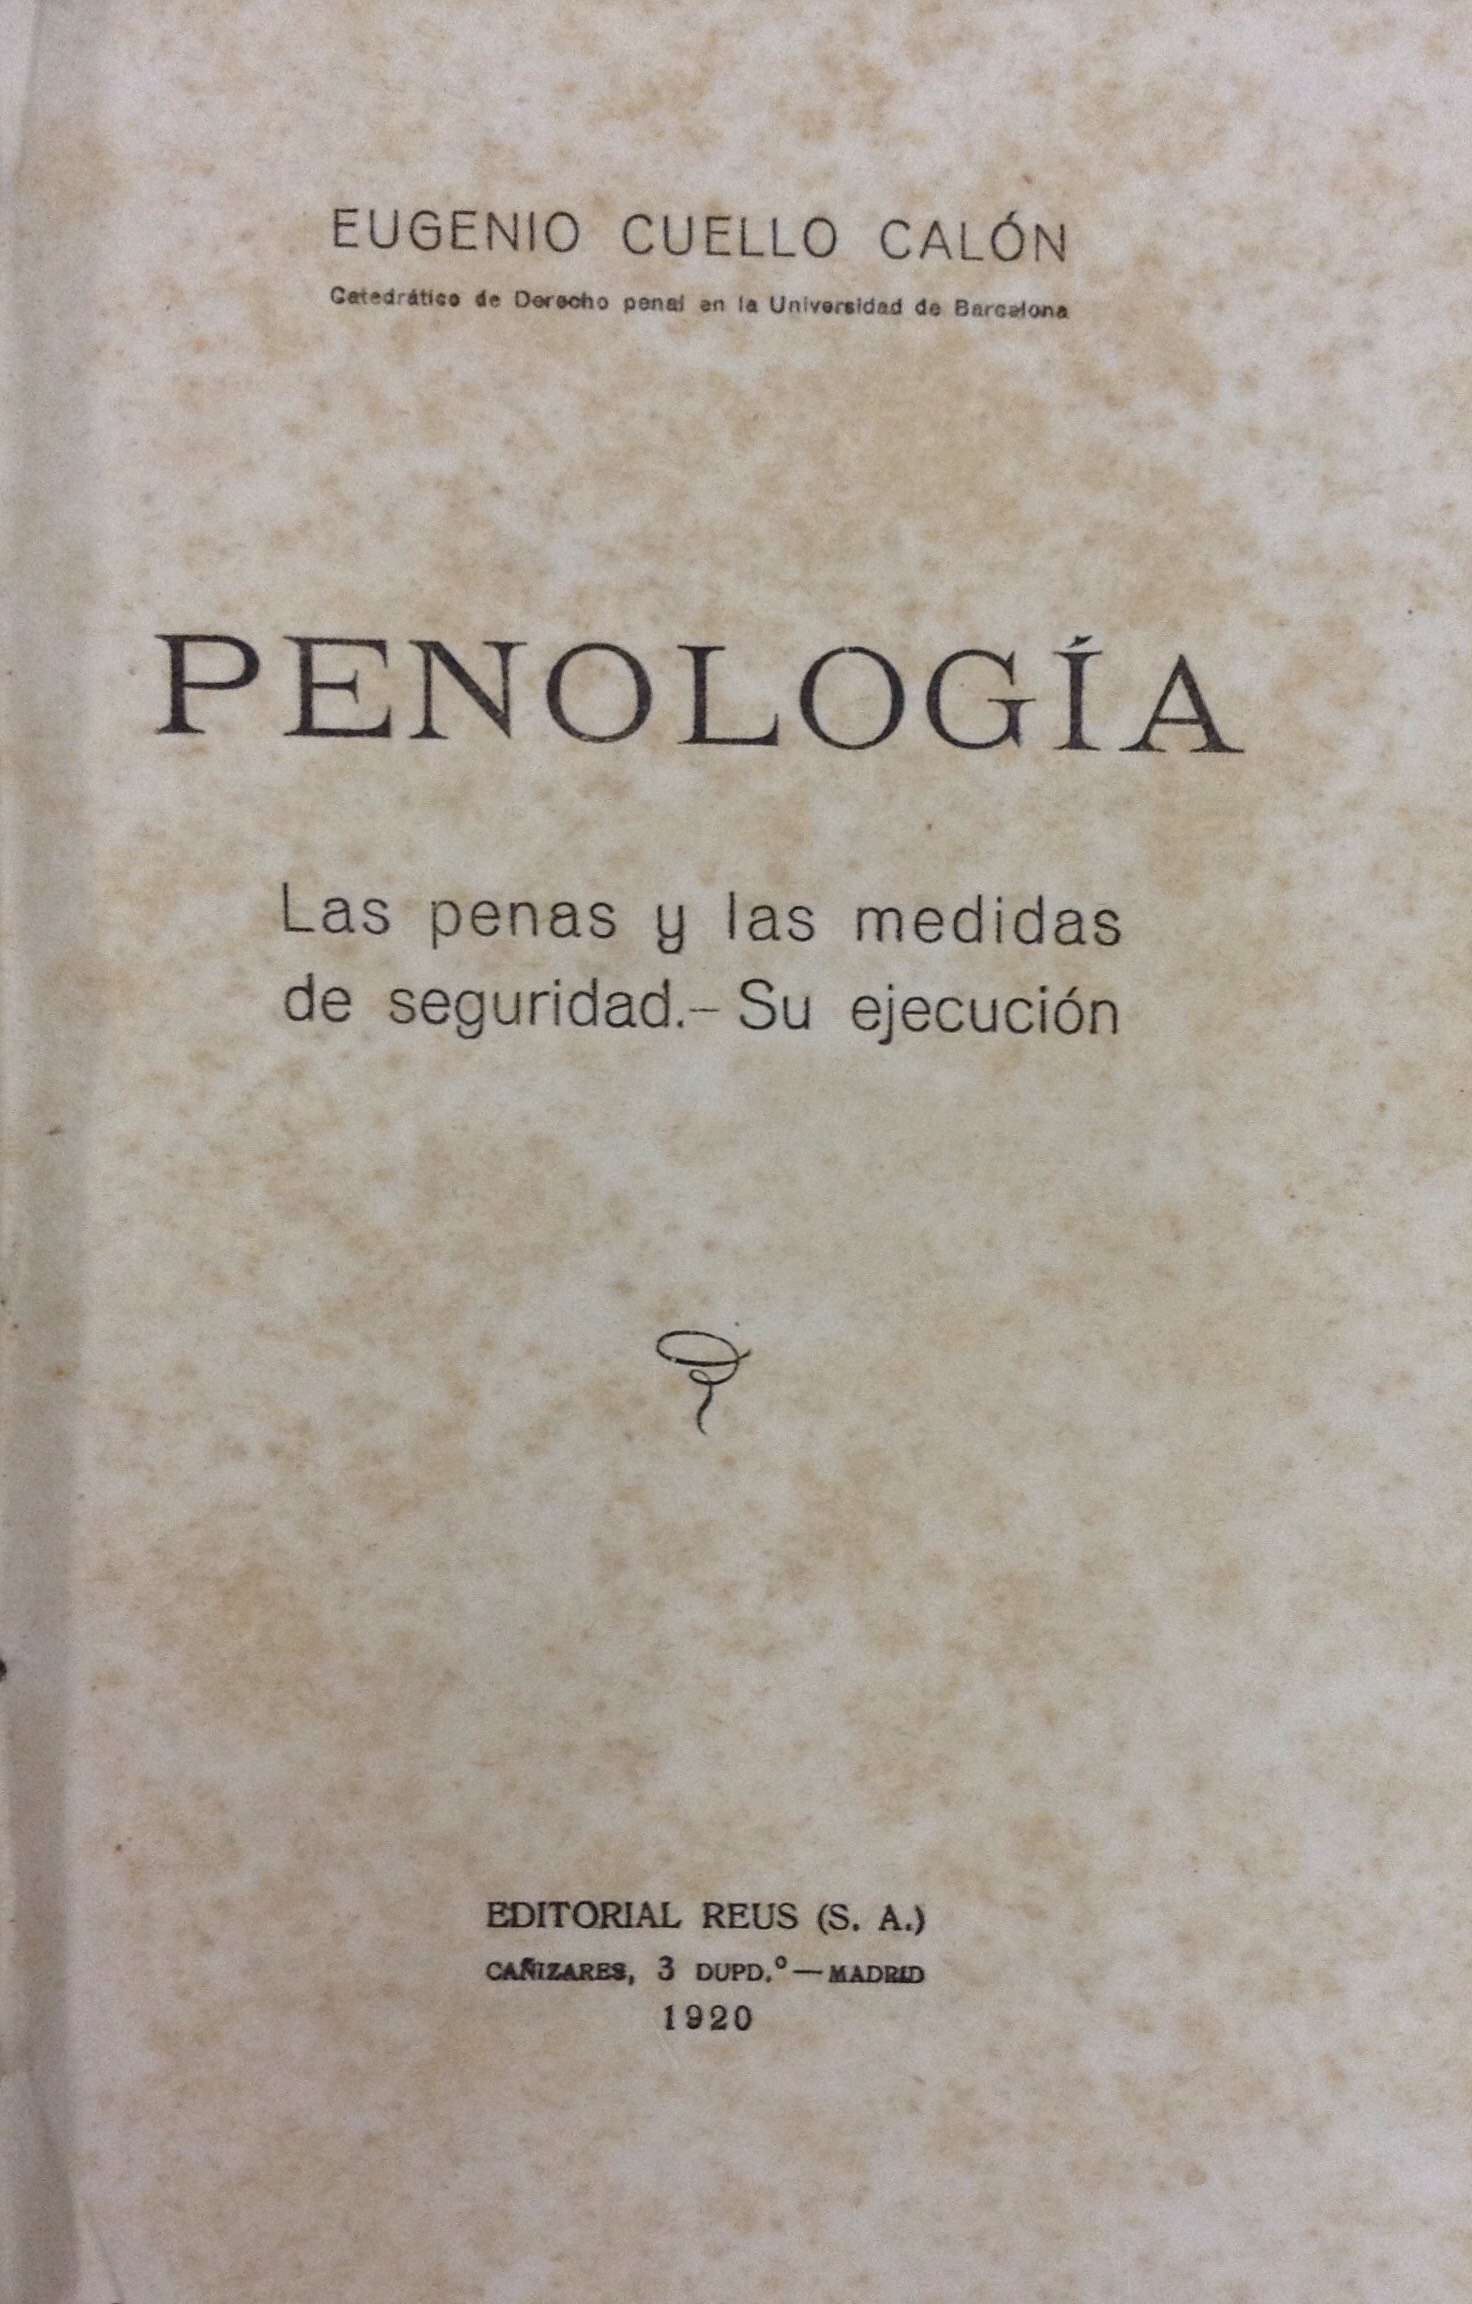 EUGENIO CUELLO CALÓN
Catedrático de Derecho penal en la Universidad de Barcelona
PENOLOGÍA
Las penas y las medidas
de seguridad.– Su ejecución
EDITORIAL REUS (S. A.)
CAÑIZARES, 3 DUPD.º—MADRID
1920